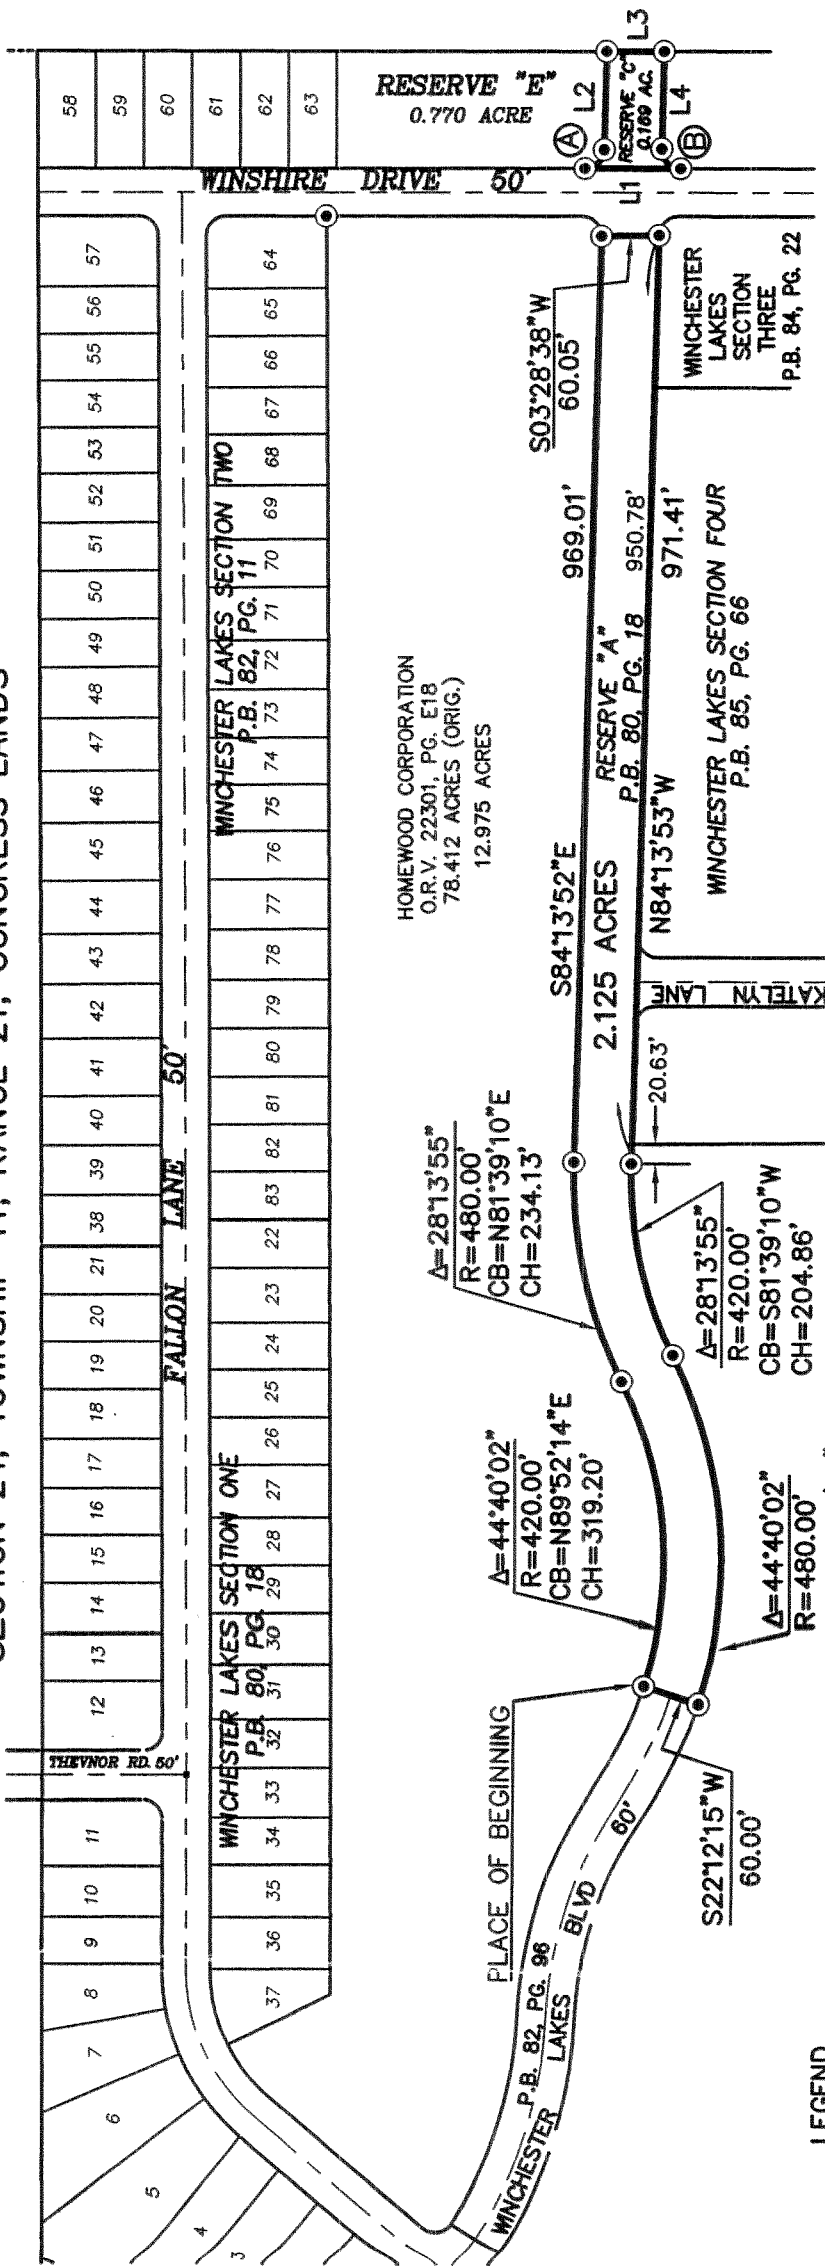 58
59
60
61
62
63
RESERVE "E"
0.770 ACRE
L2
L3
RESERVE "C"
0.169 AC.
L4
A
B
L1
WINSHIRE DRIVE 50'
57
56
55
54
53
52
51
50
49
48
47
46
45
44
43
42
41
40
39
38
21
20
19
18
17
16
15
14
13
12
THEVNOR RD. 50'
11
10
9
8
7
6
5
4
3
FALLON LANE 50'
64
65
66
67
68
69
70
71
72
73
74
75
76
77
78
79
80
81
82
83
22
23
24
25
26
27
28
29
30
31
32
33
34
35
36
37
WINCHESTER LAKES SECTION TWO
P.B. 82, PG. 11
WINCHESTER LAKES SECTION ONE
P.B. 80, PG. 18
HOMEWOOD CORPORATION
O.R.V. 22301, PG. E18
78.412 ACRES (ORIG.)
12.975 ACRES
S03°28'38"W
60.05'
WINCHESTER
LAKES
SECTION
THREE
P.B. 84, PG. 22
969.01'
S84°13'52"E
2.125 ACRES
RESERVE "A"
P.B. 80, PG. 18
950.78'
971.41'
N84°13'53"W
WINCHESTER LAKES SECTION FOUR
P.B. 85, PG. 66
KATELYN LANE
20.63'
Δ=28°13'55"
R=480.00'
CB=N81°39'10"E
CH=234.13'
Δ=28°13'55"
R=420.00'
CB=S81°39'10"W
CH=204.86'
Δ=44°40'02"
R=420.00'
CB=N89°52'14"E
CH=319.20'
Δ=44°40'02"
R=480.00'
PLACE OF BEGINNING
S22°12'15"W
60.00'
WINCHESTER LAKES BLVD 60'
P.B. 82, PG. 96
LEGEND